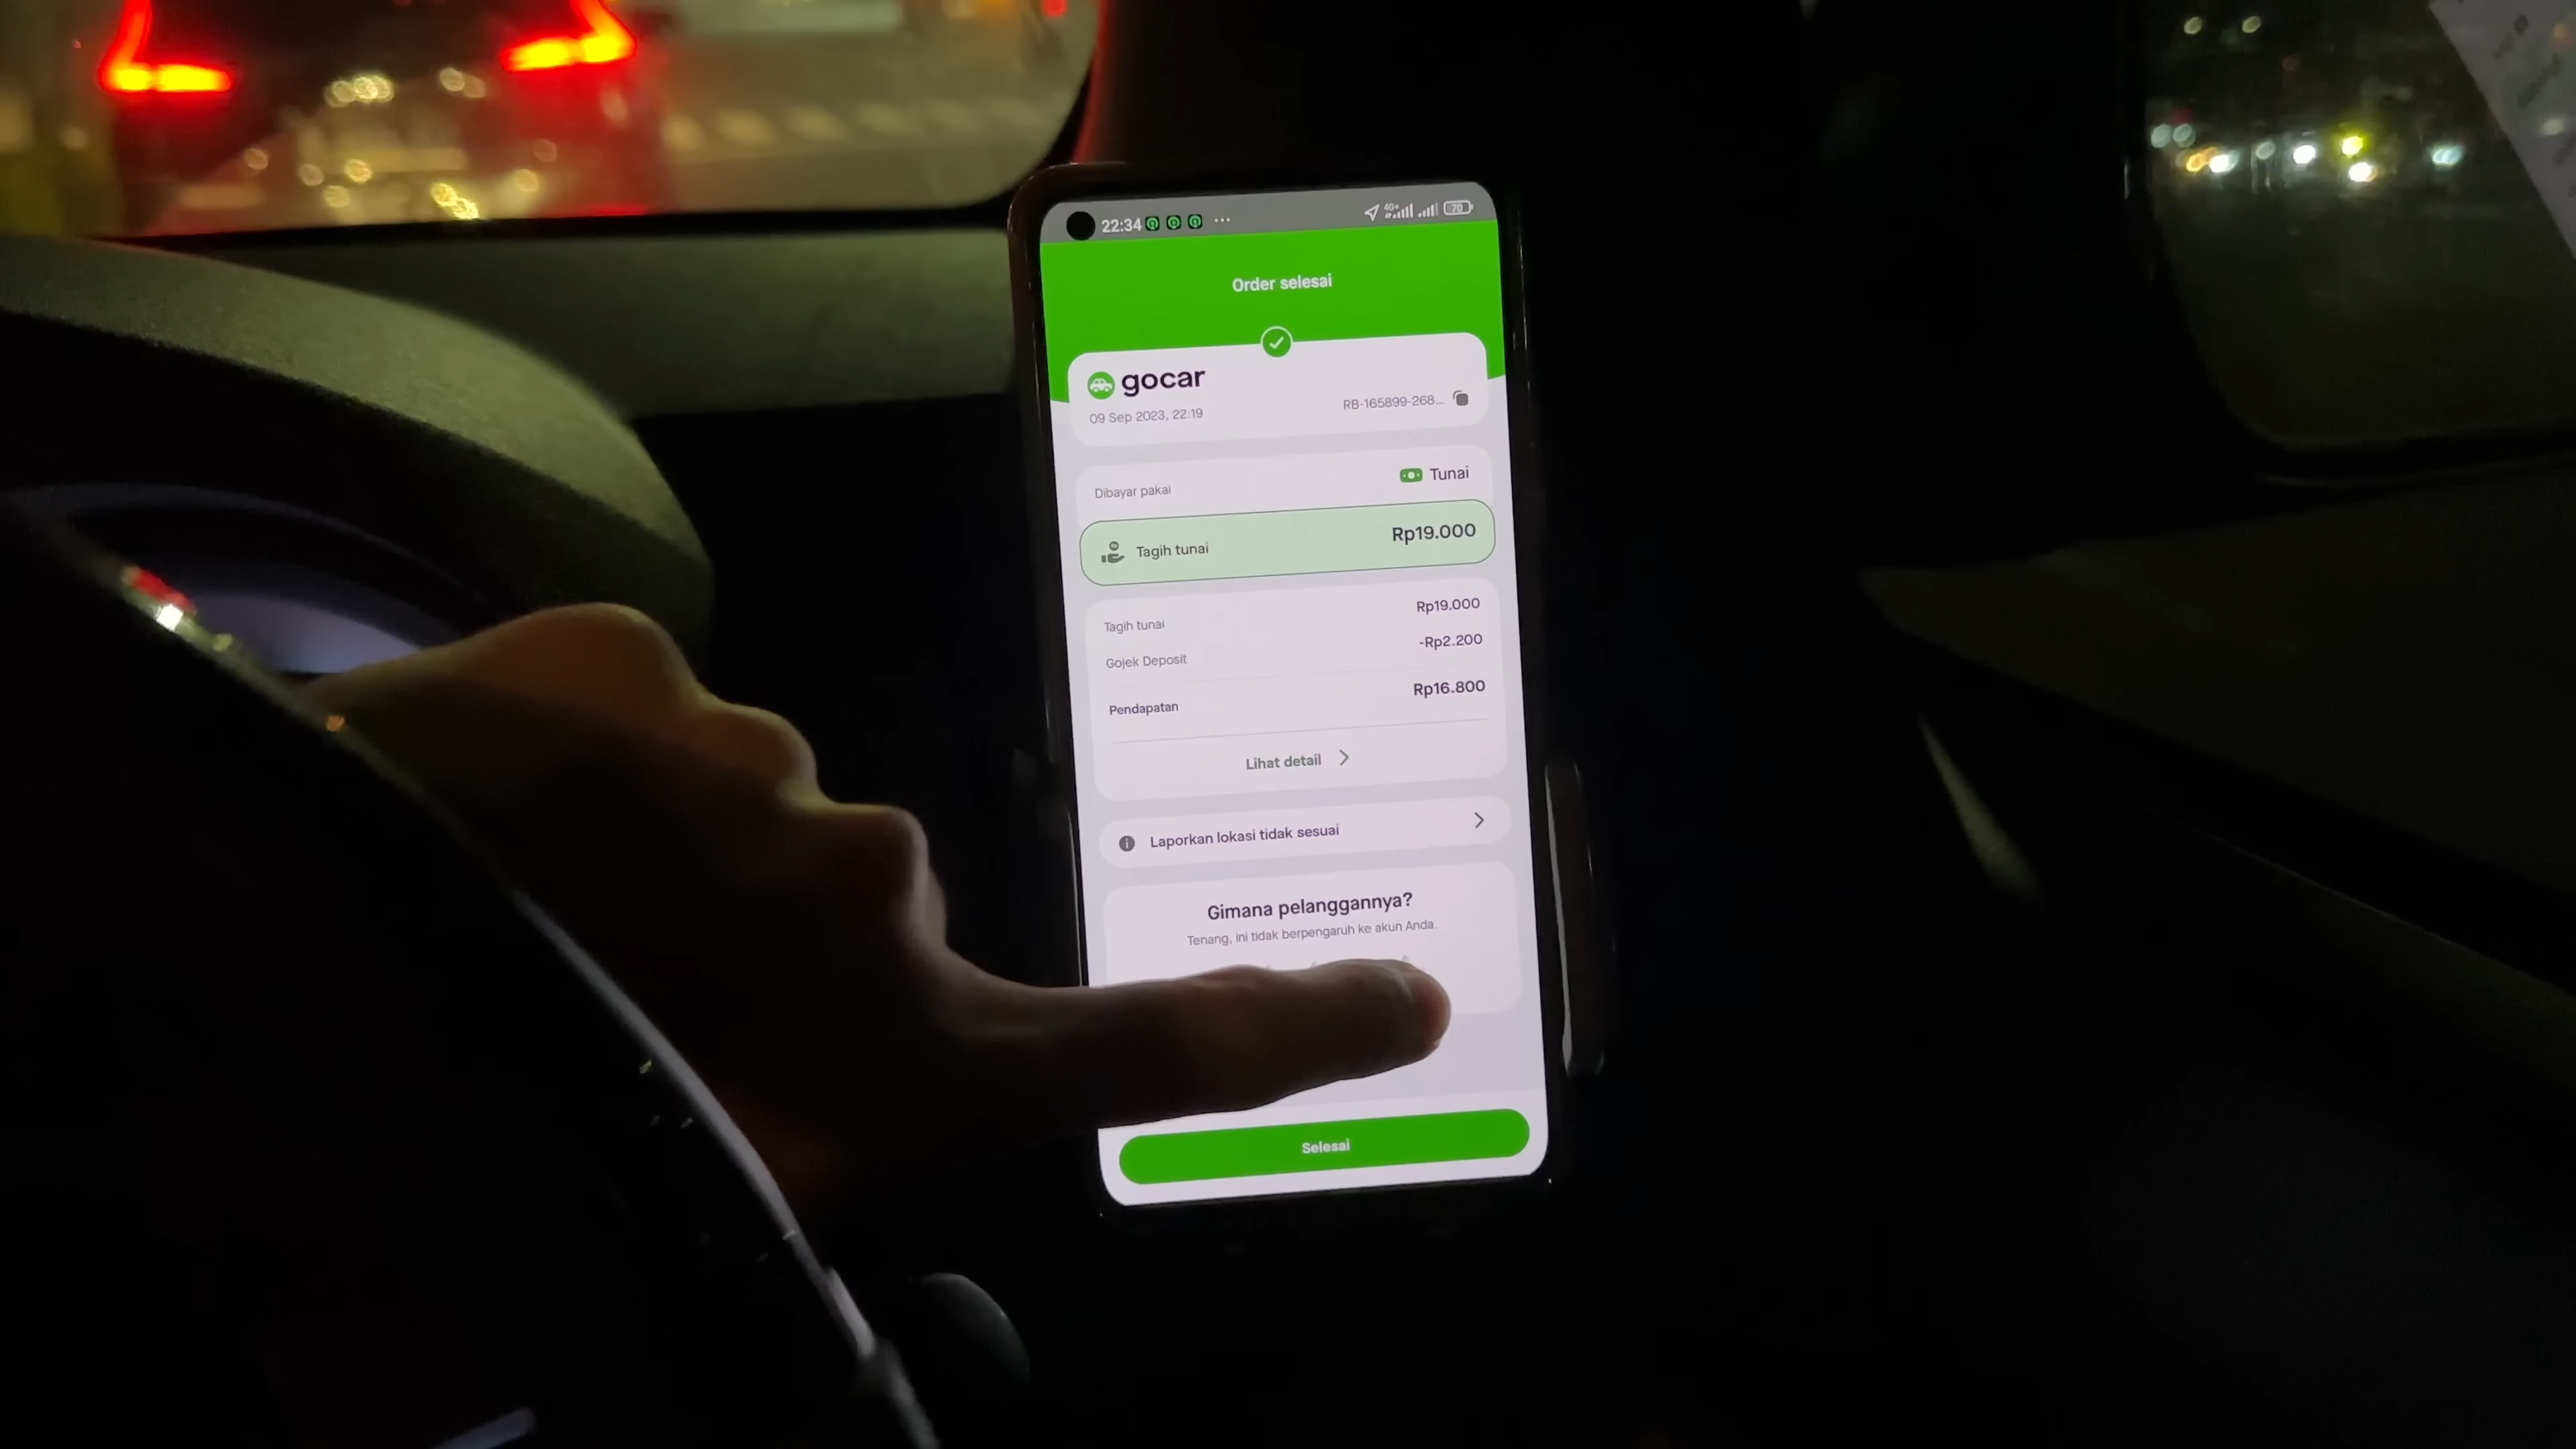 22:34 ... 4G+ 70
Order selesai
gocar
09 Sep 2023, 22.19 RB-165899-268...
Dibayar pakai Tunai
Tagih tunai Rp19.000
Tagih tunai Rp19.000
Gojek Deposit -Rp2.200
Pendapatan Rp16.800
Lihat detail
Laporkan lokasi tidak sesuai
Gimana pelanggannya?
Tenang, ini tidak berpengaruh ke akun Anda.
Selesai